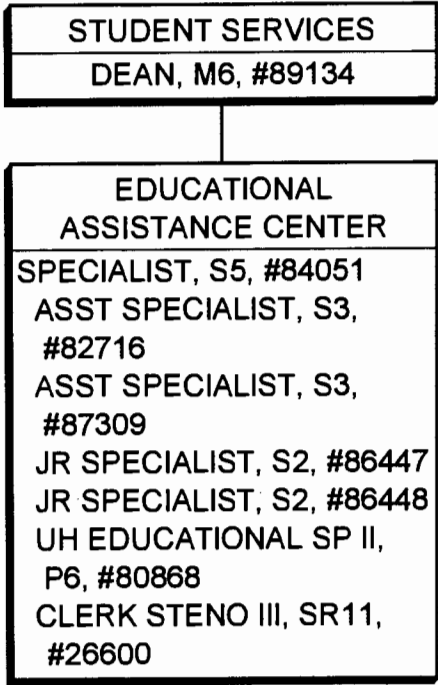 STUDENT SERVICES
DEAN, M6, #89134
EDUCATIONAL
ASSISTANCE CENTER
SPECIALIST, S5, #84051
ASST SPECIALIST, S3,
#82716
ASST SPECIALIST, S3,
#87309
JR SPECIALIST, S2, #86447
JR SPECIALIST, S2, #86448
UH EDUCATIONAL SP II,
P6, #80868
CLERK STENO III, SR11,
#26600